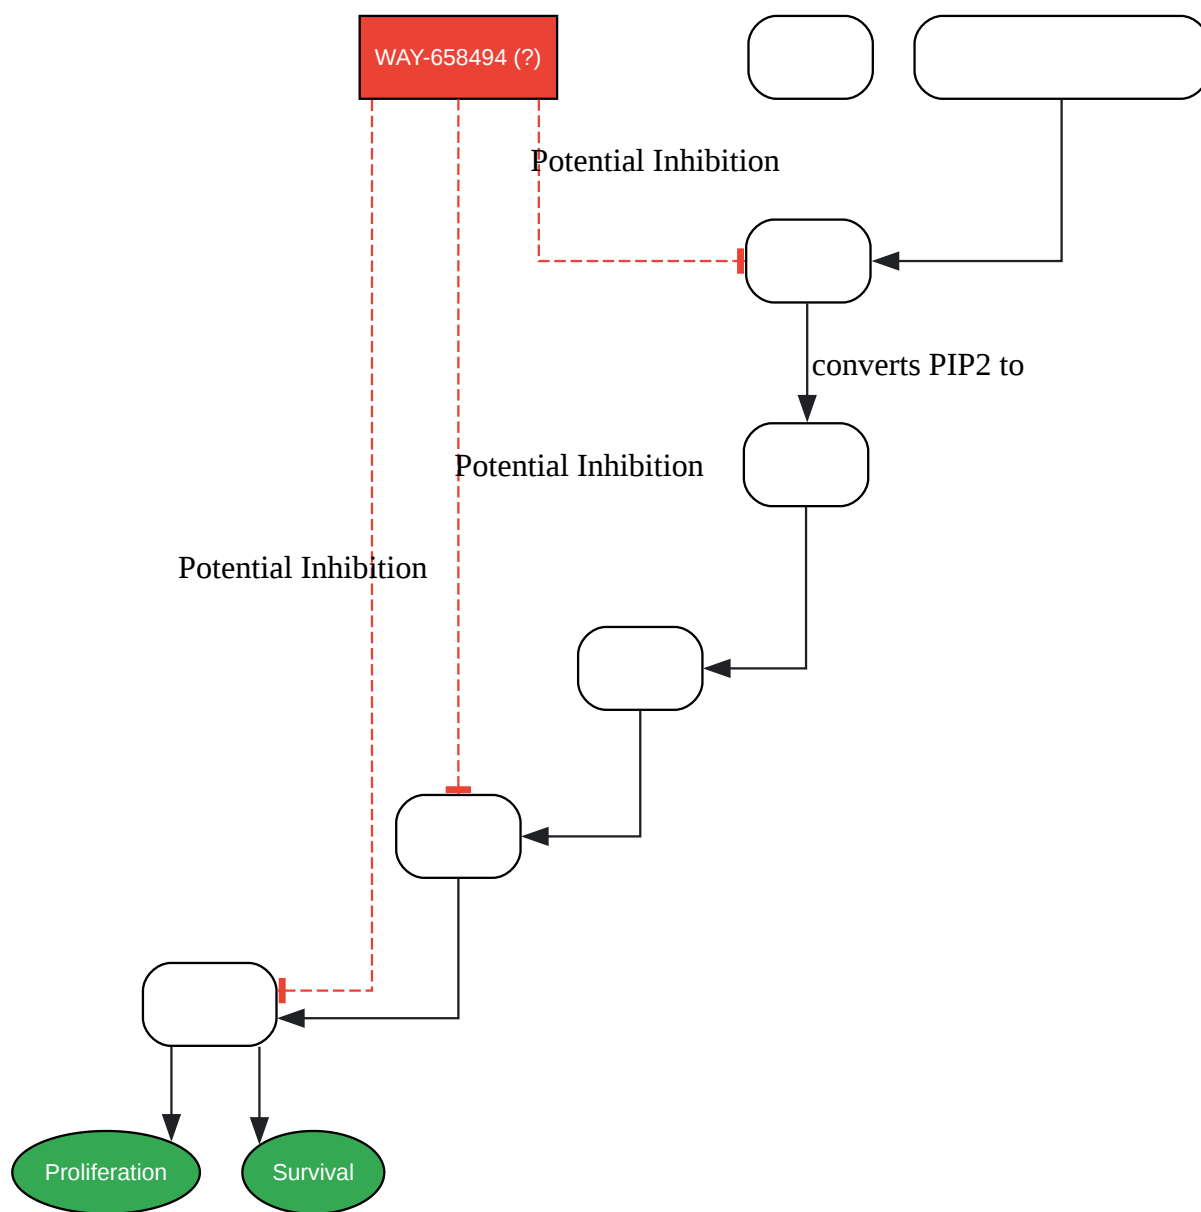 WAY-658494 (?)
Potential Inhibition
converts PIP2 to
Potential Inhibition
Potential Inhibition
Proliferation
Survival